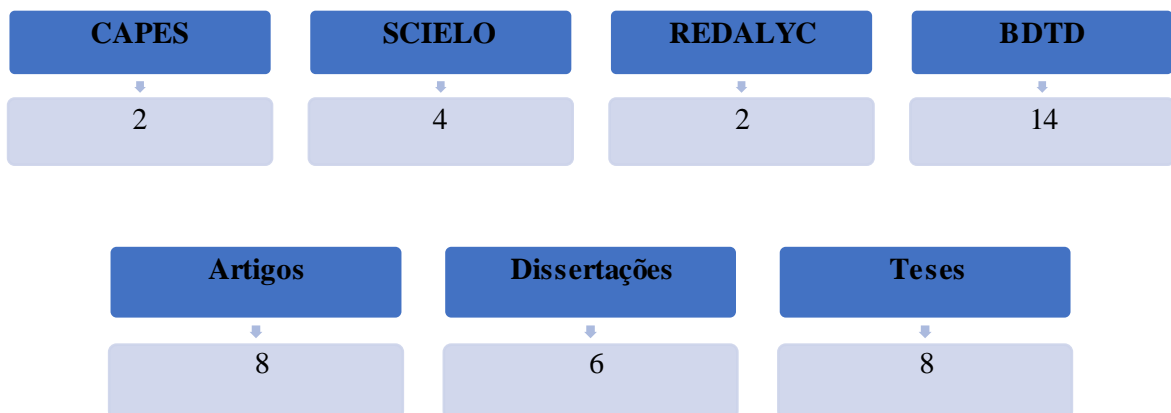 CAPES
SCIELO
REDALYC
BDTD
2
4
2
14
Artigos
Dissertações
Teses
8
6
8